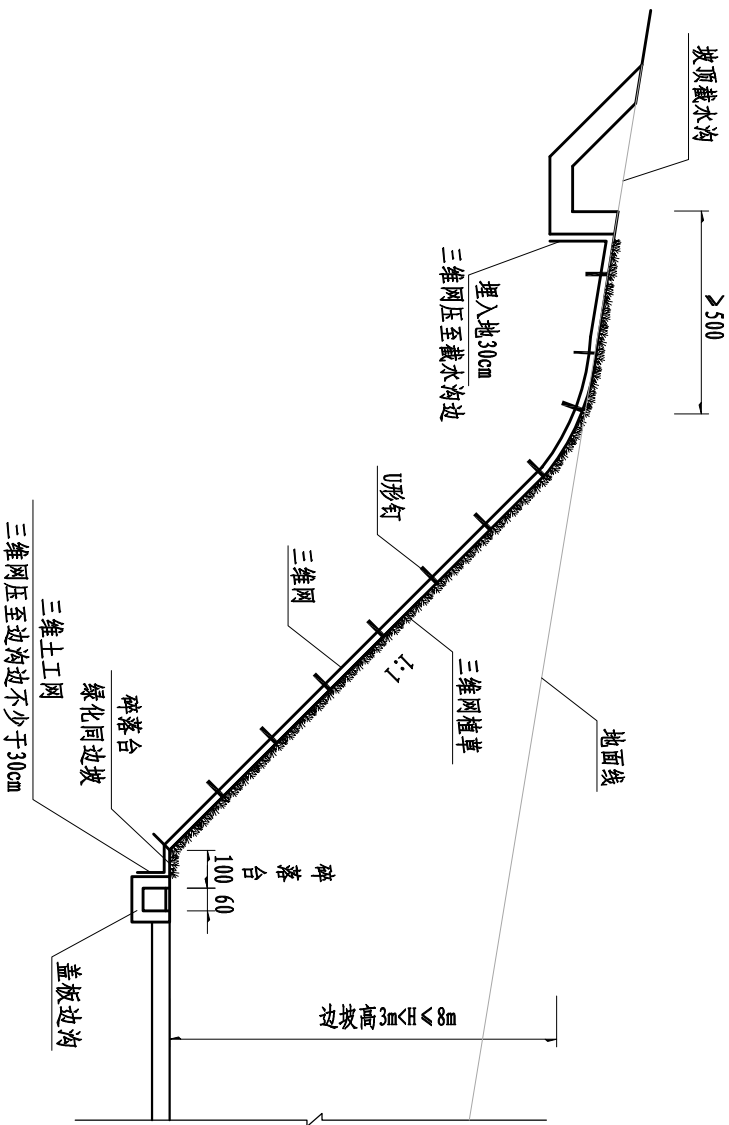 坡顶截水沟
≥500
埋入地30cm
三维网压至截水沟边
U形钉
三维网
1:1
三维网植草
地面线
三维土工网
三维网压至边沟边不少于30cm
碎落台
绿化同边坡
碎落台
100 60
盖板边沟
边坡高3m<H≤8m